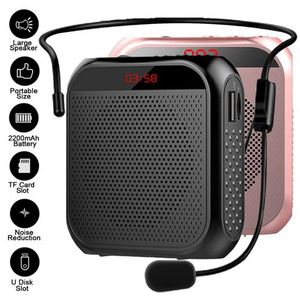 Large
Speaker
Portable
Size
2200mAh
Battery
TF Card
Slot
Noise
Reduction
U Disk
Slot
03:58